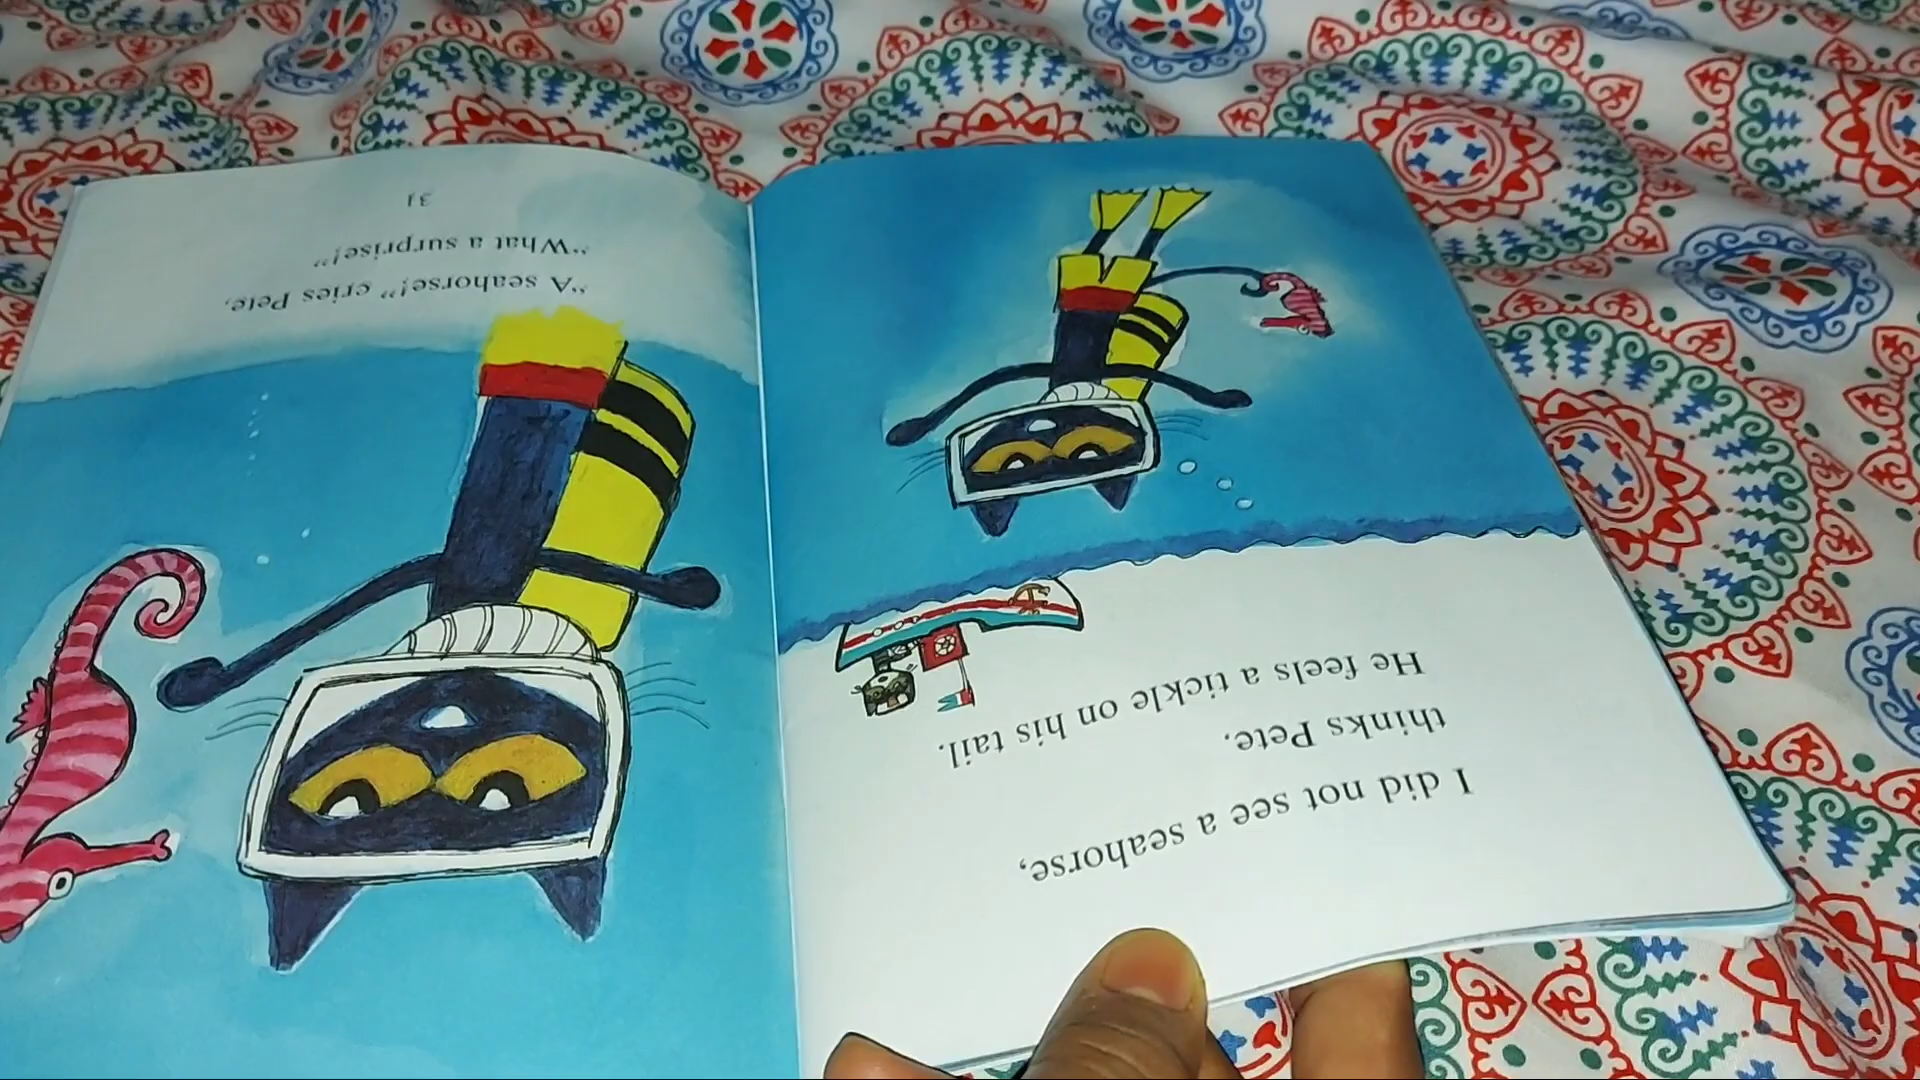 I did not see a seahorse,
thinks Pete.
He feels a tickle on his tail.
“A seahorse!” cries Pete.
“What a surprise!”
31